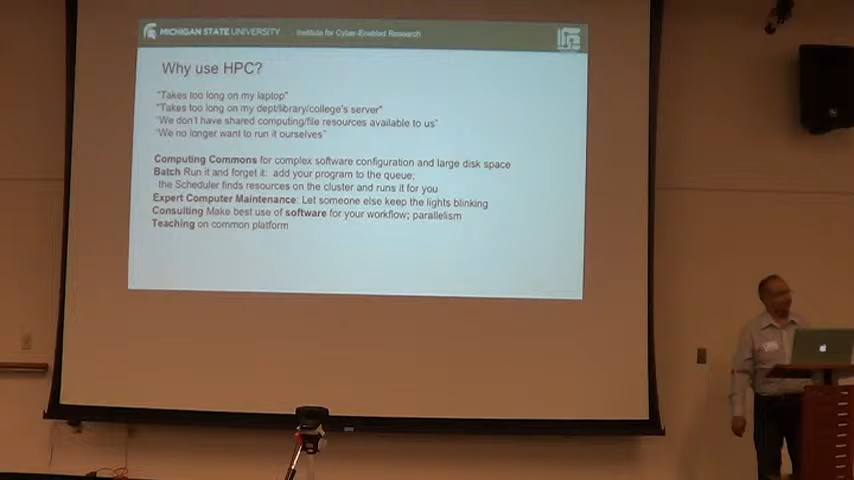 MICHIGAN STATE UNIVERSITY Institute for Cyber-Enabled Research
Why use HPC?
"Takes too long on my laptop"
"Takes too long on my dept/library/college's server"
"We don't have shared computing/file resources available to us"
"We no longer want to run it ourselves"
Computing Commons for complex software configuration and large disk space
Batch Run it and forget it: add your program to the queue;
the Scheduler finds resources on the cluster and runs it for you
Expert Computer Maintenance: Let someone else keep the lights blinking
Consulting Make best use of software for your workflow; parallelism
Teaching on common platform